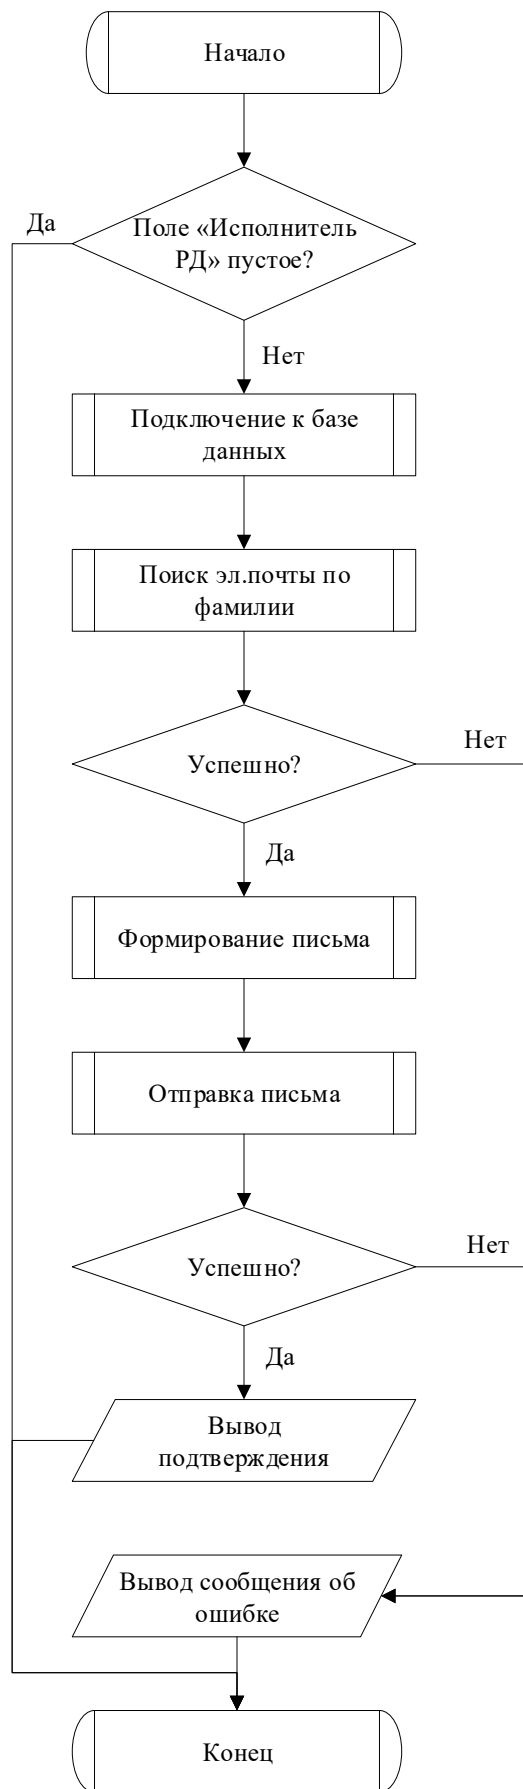 Начало
Да
Поле «Исполнитель
РД» пустое?
Нет
Подключение к базе
данных
Поиск эл.почты по
фамилии
Нет
Успешно?
Да
Формирование письма
Отправка письма
Нет
Успешно?
Да
Вывод
подтверждения
Вывод сообщения об
ошибке
Конец